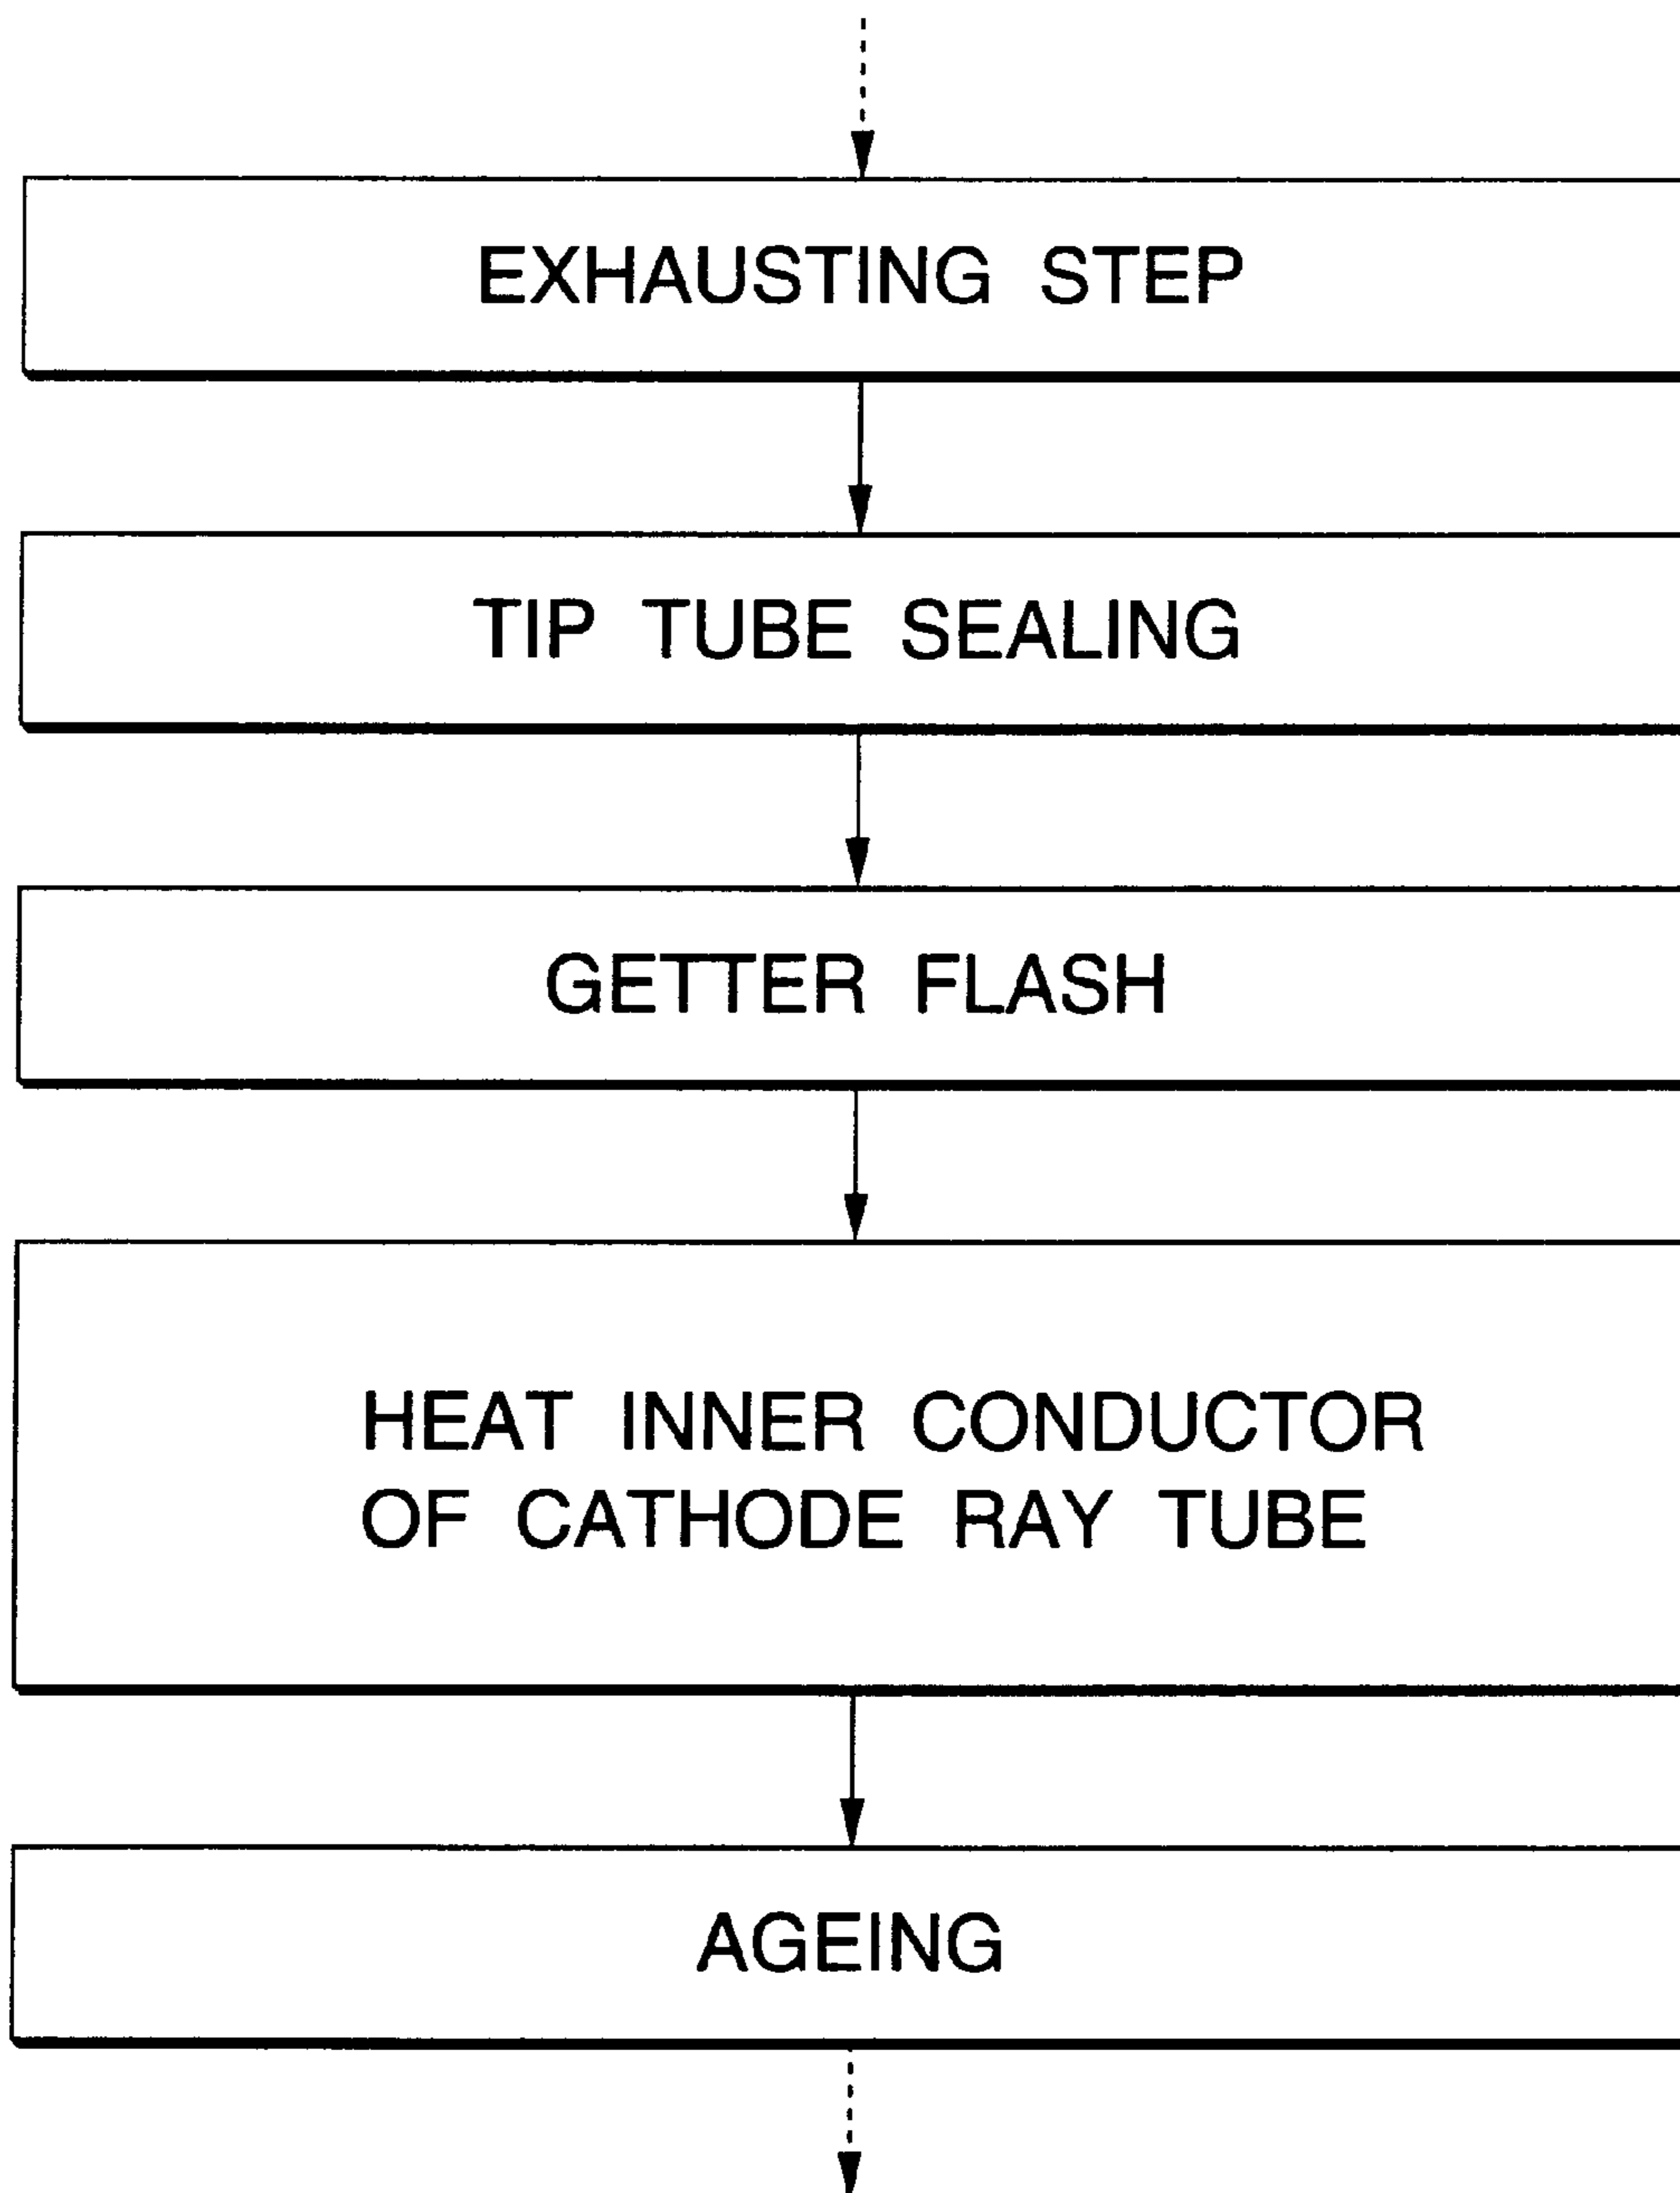 EXHAUSTING STEP
TIP TUBE SEALING
GETTER FLASH
HEAT INNER CONDUCTOR
OF CATHODE RAY TUBE
AGEING